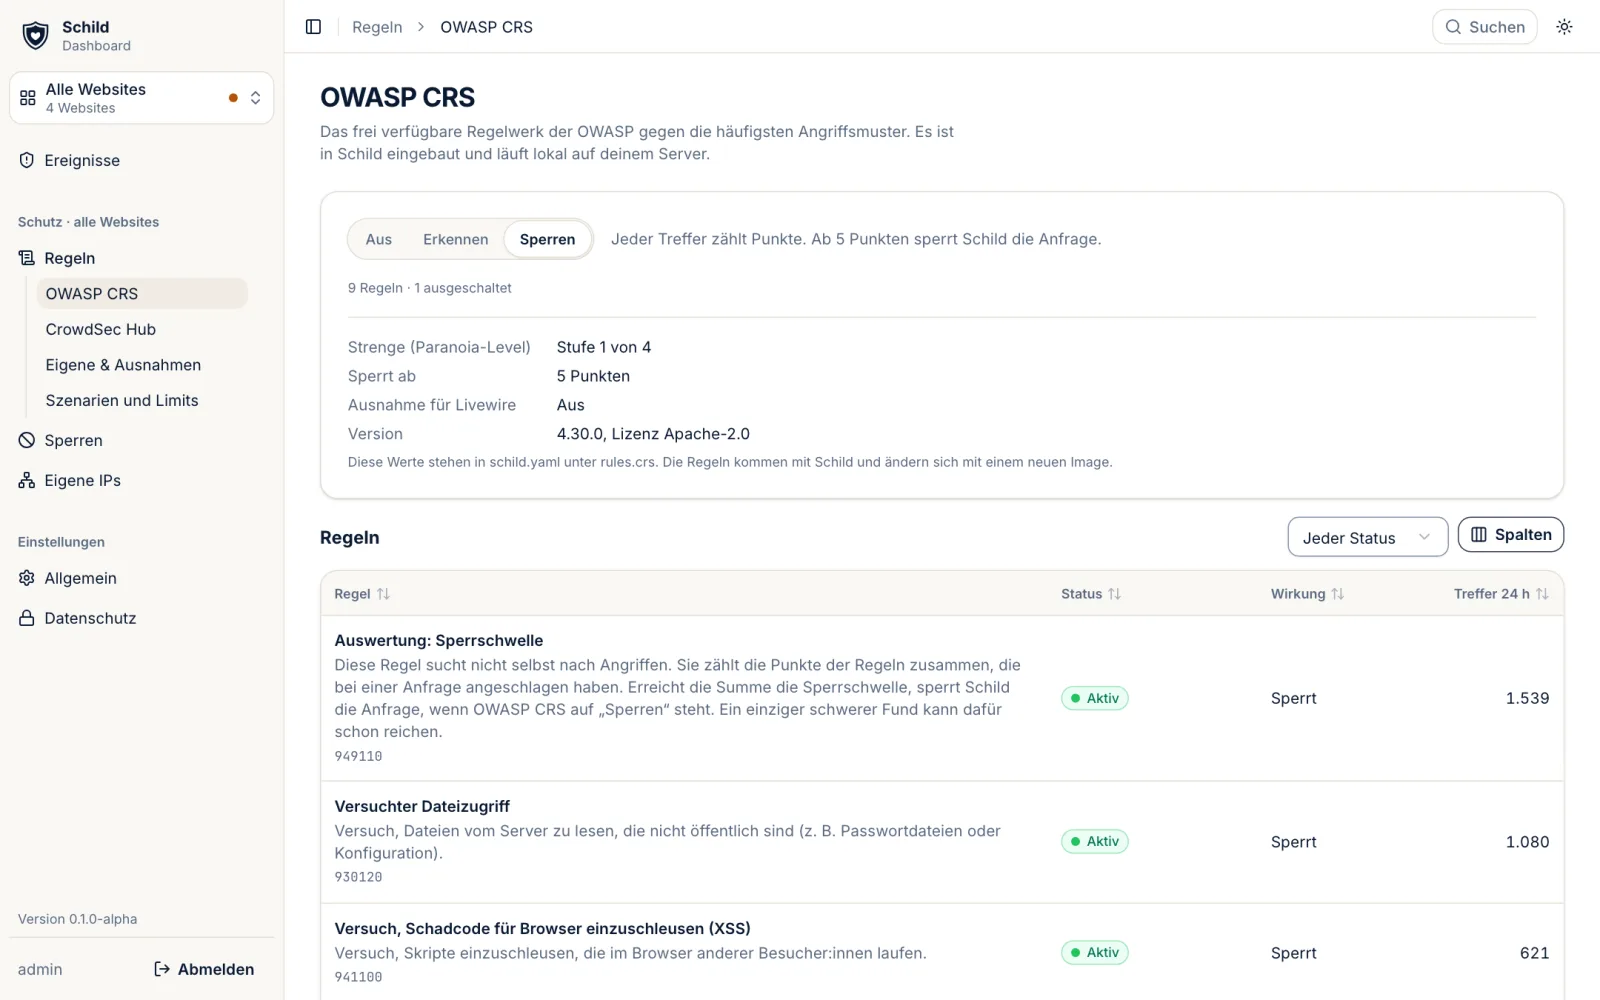 Schild
Dashboard
Alle Websites
4 Websites
Ereignisse
Schutz · alle Websites
Regeln
OWASP CRS
CrowdSec Hub
Eigene & Ausnahmen
Szenarien und Limits
Sperren
Eigene IPs
Einstellungen
Allgemein
Datenschutz
Version 0.1.0-alpha
admin
Abmelden
Regeln
OWASP CRS
Suchen
OWASP CRS
Das frei verfügbare Regelwerk der OWASP gegen die häufigsten Angriffsmuster. Es ist
in Schild eingebaut und läuft lokal auf deinem Server.
Aus
Erkennen
Sperren
Jeder Treffer zählt Punkte. Ab 5 Punkten sperrt Schild die Anfrage.
9 Regeln · 1 ausgeschaltet
Strenge (Paranoia-Level) Stufe 1 von 4
Sperrt ab 5 Punkten
Ausnahme für Livewire Aus
Version 4.30.0, Lizenz Apache-2.0
Diese Werte stehen in schild.yaml unter rules.crs. Die Regeln kommen mit Schild und ändern sich mit einem neuen Image.
Regeln
Jeder Status
Spalten
Regel Status Wirkung Treffer 24 h
Auswertung: Sperrschwelle
Diese Regel sucht nicht selbst nach Angriffen. Sie zählt die Punkte der Regeln zusammen, die
bei einer Anfrage angeschlagen haben. Erreicht die Summe die Sperrschwelle, sperrt Schild
die Anfrage, wenn OWASP CRS auf „Sperren“ steht. Ein einziger schwerer Fund kann dafür
schon reichen.
949110
Aktiv Sperrt 1.539
Versuchter Dateizugriff
Versuch, Dateien vom Server zu lesen, die nicht öffentlich sind (z. B. Passwortdateien oder
Konfiguration).
930120
Aktiv Sperrt 1.080
Versuch, Schadcode für Browser einzuschleusen (XSS)
Versuch, Skripte einzuschleusen, die im Browser anderer Besucher:innen laufen.
941100
Aktiv Sperrt 621